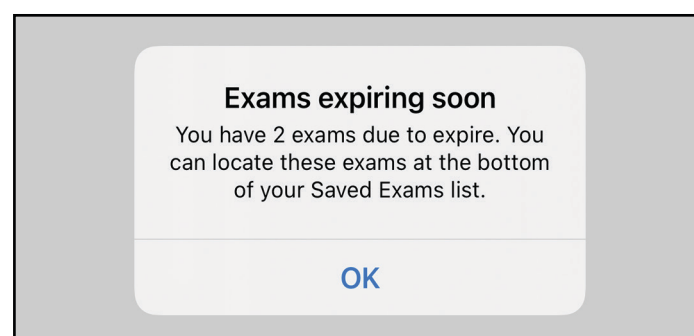 Exams expiring soon
You have 2 exams due to expire. You
can locate these exams at the bottom
of your Saved Exams list.
OK